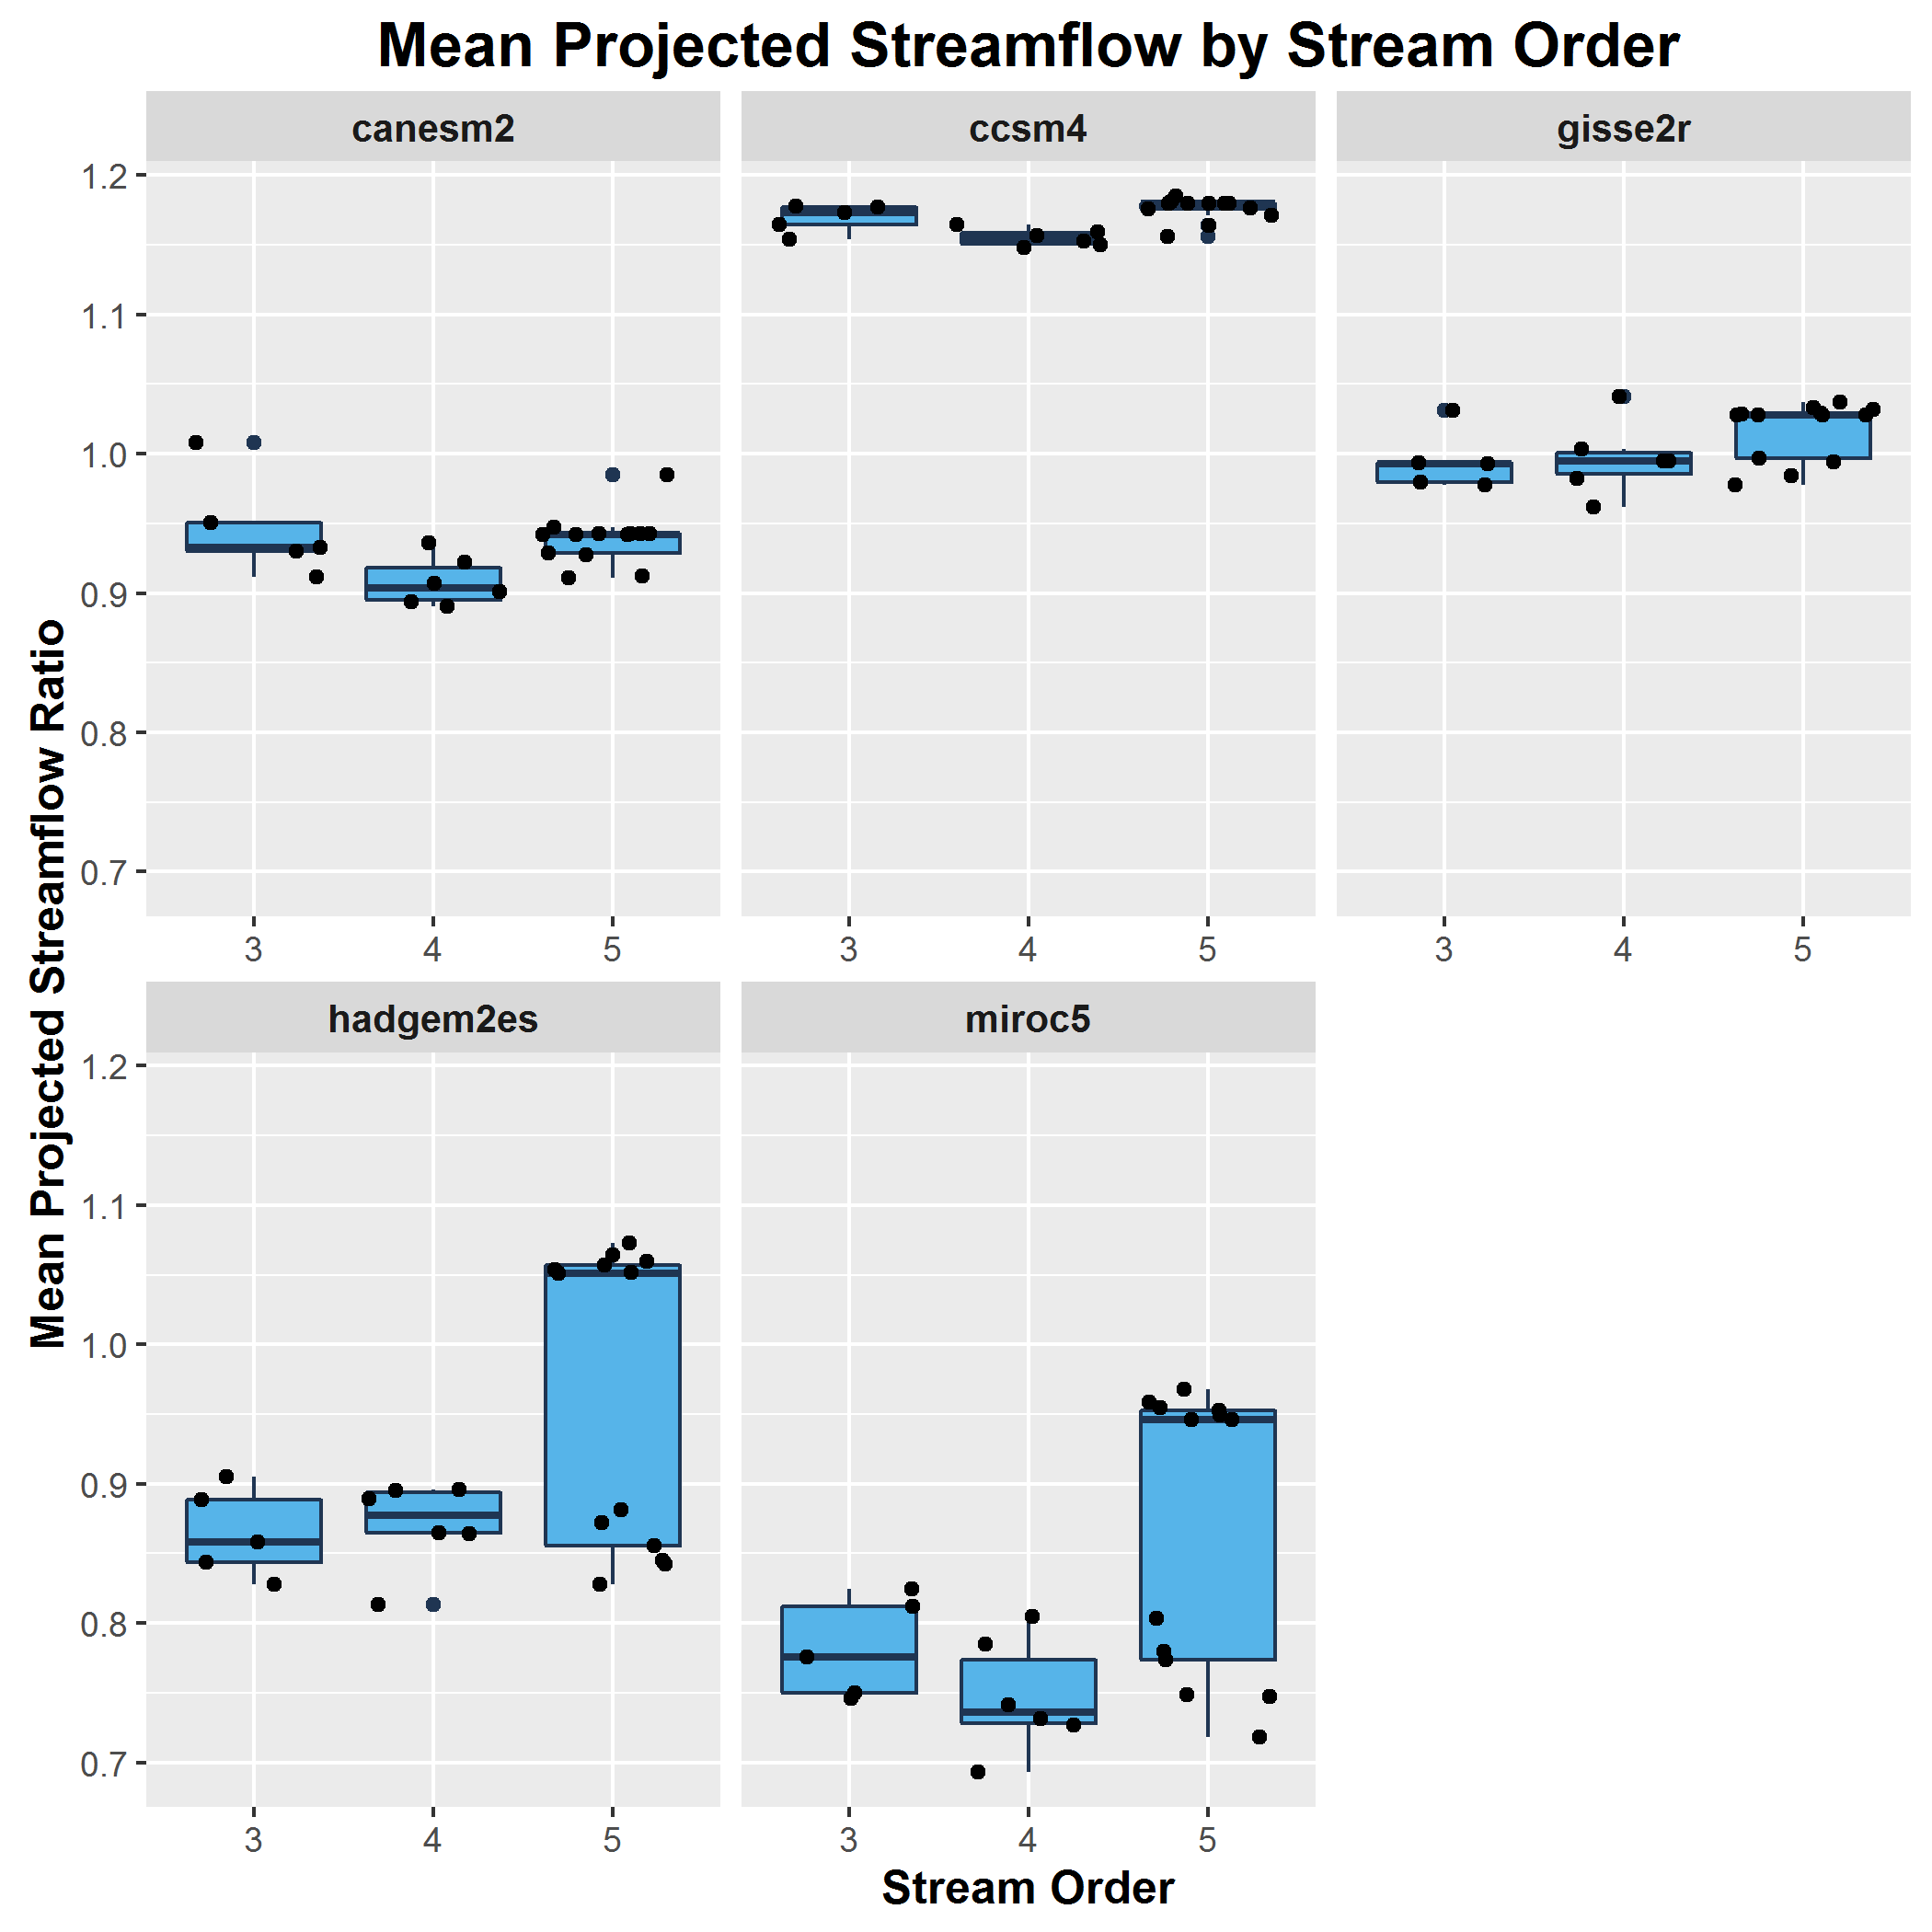 Mean Projected Streamflow by Stream Order
canesm2
ccsm4
gisse2r
1.2
1.1
1.0
0.9
0.8
0.7
3 4 5
3 4 5
3 4 5
Mean Projected Streamflow Ratio
hadgem2es
miroc5
1.2
1.1
1.0
0.9
0.8
0.7
3 4 5
3 4 5
Stream Order